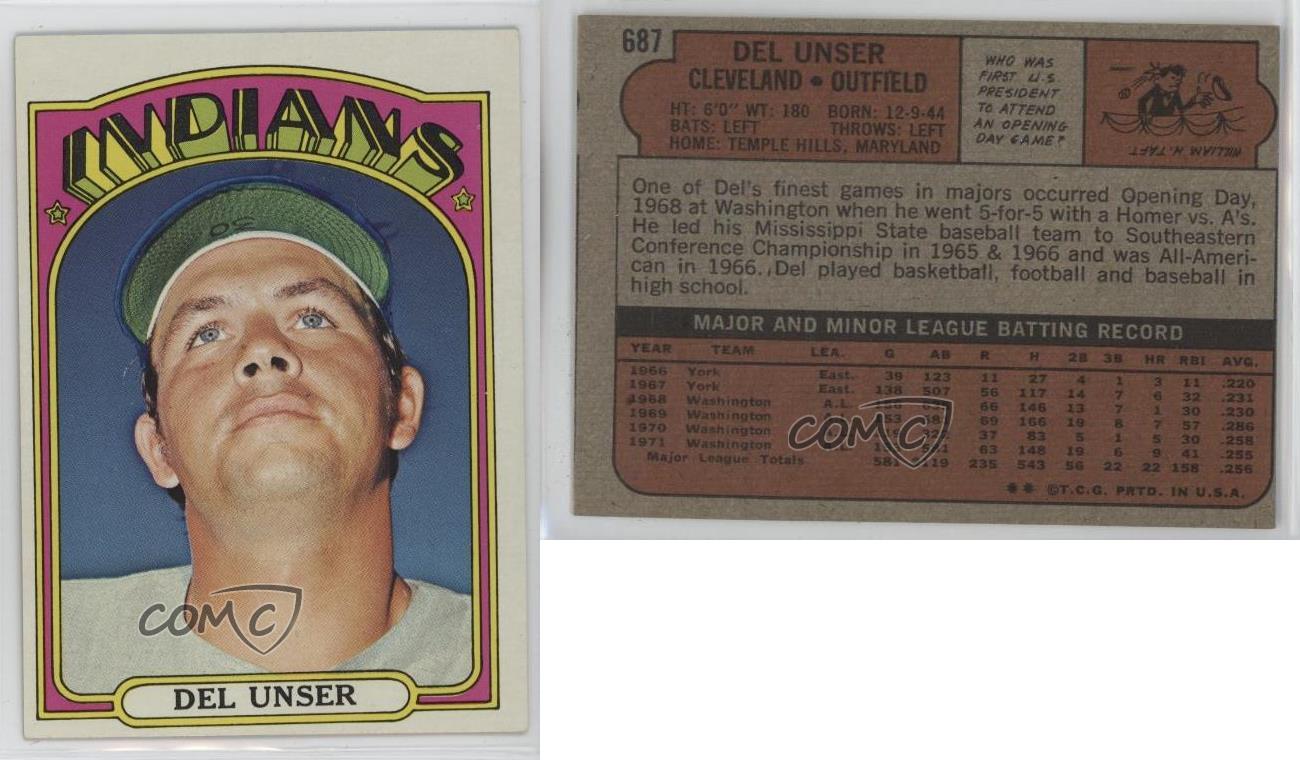 INDIANS
20
COMC
DEL UNSER
687
DEL UNSER
CLEVELAND • OUTFIELD
HT: 6'0" WT: 180 BORN: 12-9-44
BATS: LEFT THROWS: LEFT
HOME: TEMPLE HILLS, MARYLAND
WHO WAS
FIRST U.S.
PRESIDENT
TO ATTEND
AN OPENING
DAY GAME?
WILLIAM H. TAFT
One of Del's finest games in majors occurred Opening Day,
1968 at Washington when he went 5-for-5 with a Homer vs. A's.
He led his Mississippi State baseball team to Southeastern
Conference Championship in 1965 & 1966 and was All-Ameri-
can in 1966. Del played basketball, football and baseball in
high school.
MAJOR AND MINOR LEAGUE BATTING RECORD
YEAR TEAM LEA. G AB R H 2B 3B HR RBI AVG.
1966 York East. 39 123 11 27 4 1 3 11 .220
1967 York East. 138 507 56 117 14 7 6 32 .231
1968 Washington A.L. 66 146 13 7 1 30 .230
1969 Washington 69 166 19 8 7 57 .286
1970 Washington 37 83 5 1 5 30 .258
1971 Washington 63 148 19 6 9 41 .255
Major League Totals 581 235 543 56 22 22 158 .256
** ©T.C.G. PRTD. IN U.S.A.
COMC